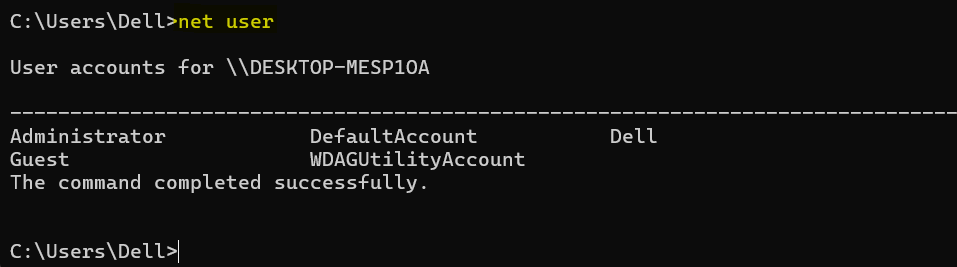 C:\Users\Dell>net user
User accounts for \\DESKTOP-MESP1OA
-------------------------------------------------------------------------------
Administrator            DefaultAccount           Dell
Guest                    WDAGUtilityAccount
The command completed successfully.
C:\Users\Dell>